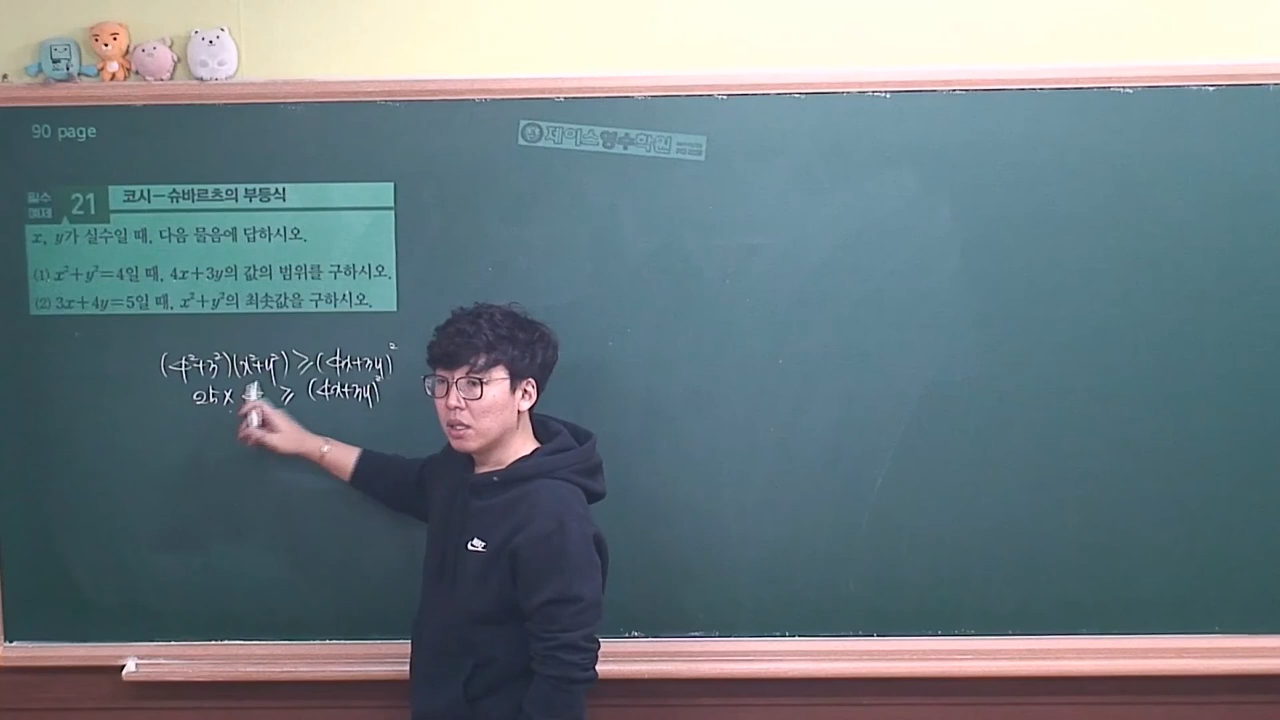 90 page
제이스영수학원
필수
예제 21 코시-슈바르츠의 부등식
x, y가 실수일 때, 다음 물음에 답하시오.
(1) x²+y²=4일 때, 4x+3y의 값의 범위를 구하시오.
(2) 3x+4y=5일 때, x²+y²의 최솟값을 구하시오.
(4²+3²)(x²+y²) ≥ (4x+3y)²
25 × ≥ (4x+3y)²